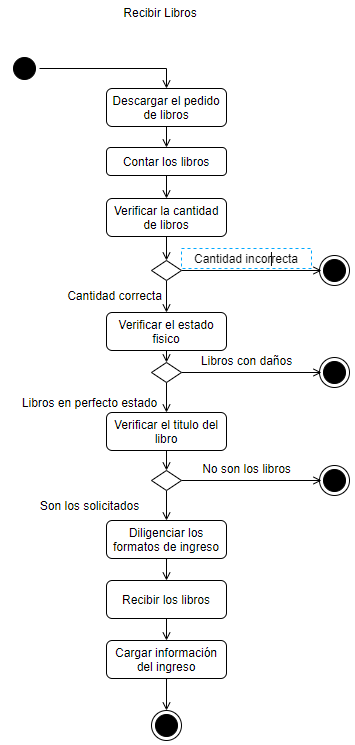 Recibir Libros
Descargar el pedido
de libros
Contar los libros
Verificar la cantidad
de libros
Cantidad incorrecta
Cantidad correcta
Verificar el estado
fisico
Libros con daños
Libros en perfecto estado
Verificar el titulo del
libro
No son los libros
Son los solicitados
Diligenciar los
formatos de ingreso
Recibir los libros
Cargar información
del ingreso